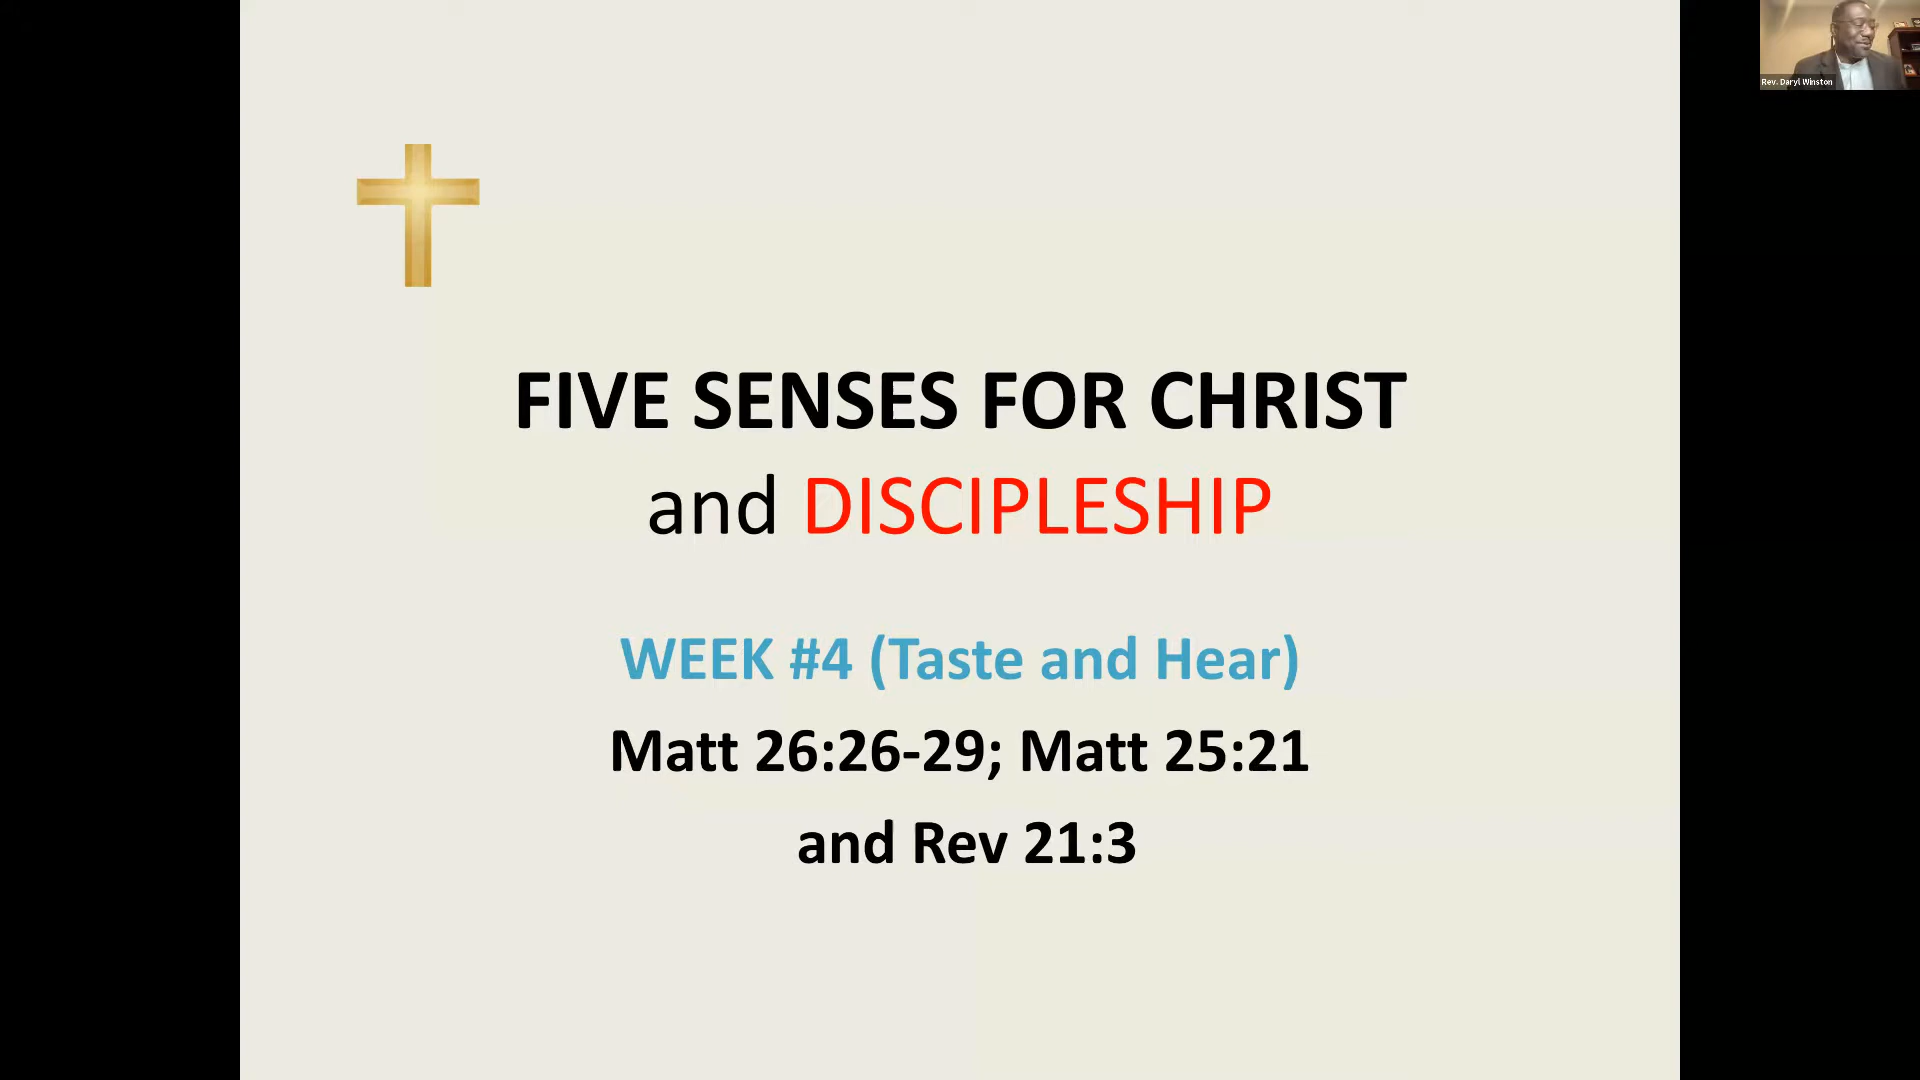 Rev. Daryl Winston
FIVE SENSES FOR CHRIST
and DISCIPLESHIP
WEEK #4 (Taste and Hear)
Matt 26:26-29; Matt 25:21
and Rev 21:3